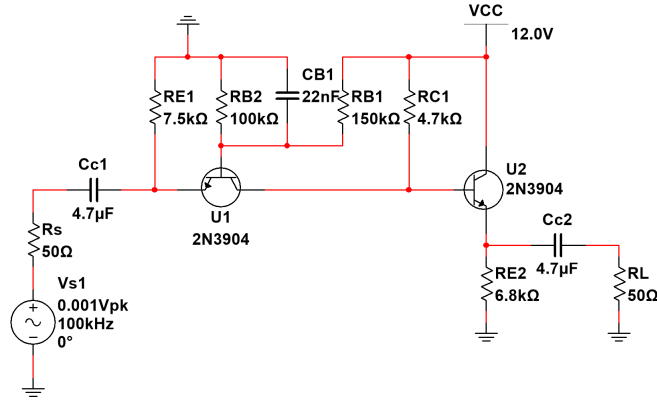 VCC
12.0V
CB1
22nF
RE1
7.5kΩ
RB2
100kΩ
RB1
150kΩ
RC1
4.7kΩ
Cc1
4.7µF
U1
2N3904
U2
2N3904
Rs
50Ω
Cc2
4.7µF
Vs1
0.001Vpk
100kHz
0°
RE2
6.8kΩ
RL
50Ω